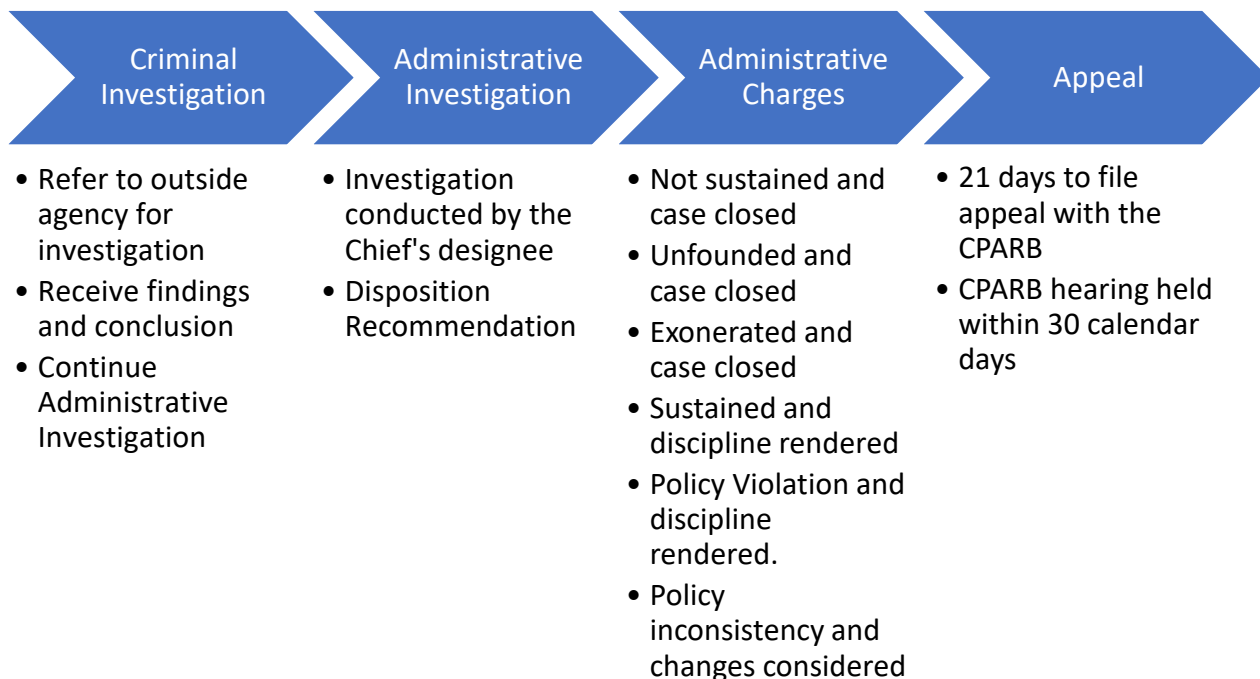 Criminal
Investigation
Administrative
Investigation
Administrative
Charges
Appeal
• Refer to outside
agency for
investigation
• Receive findings
and conclusion
• Continue
Administrative
Investigation
• Investigation
conducted by the
Chief's designee
• Disposition
Recommendation
• Not sustained and
case closed
• Unfounded and
case closed
• Exonerated and
case closed
• Sustained and
discipline rendered
• Policy Violation and
discipline
rendered.
• Policy
inconsistency and
changes considered
• 21 days to file
appeal with the
CPARB
• CPARB hearing held
within 30 calendar
days